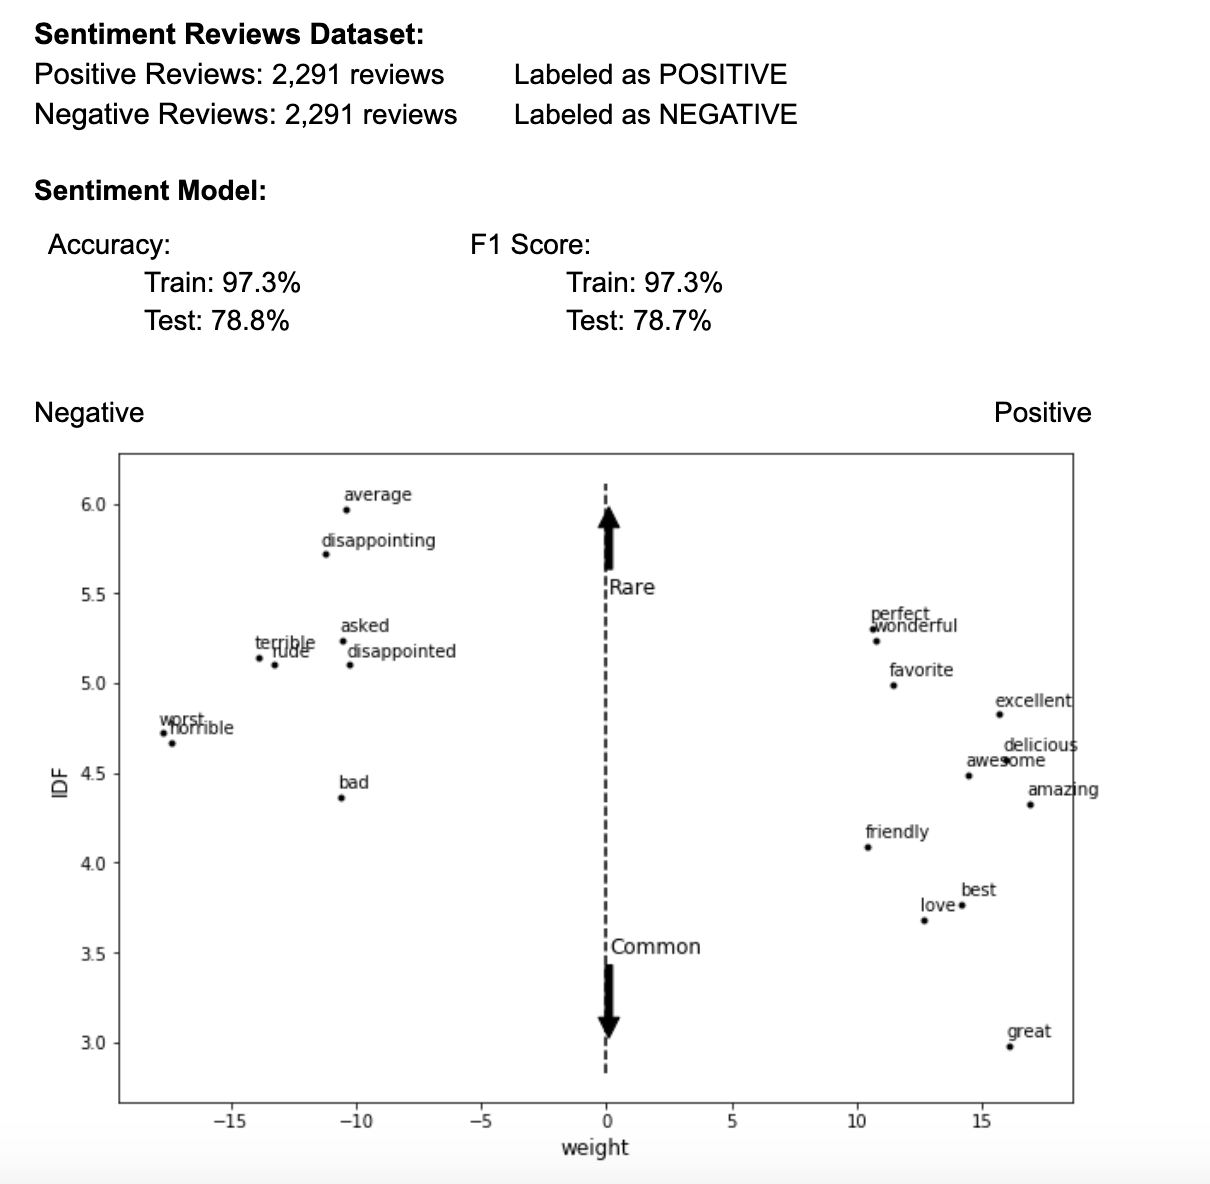 Sentiment Reviews Dataset:
Positive Reviews: 2,291 reviews Labeled as POSITIVE
Negative Reviews: 2,291 reviews Labeled as NEGATIVE
Sentiment Model:
Accuracy: F1 Score:
Train: 97.3% Train: 97.3%
Test: 78.8% Test: 78.7%
Negative Positive
6.0
average
disappointing
5.5
Rare
perfect
asked
wonderful
terrible
rude
disappointed
5.0
favorite
excellent
worst
horrible
delicious
awesome
4.5
IDF
bad
amazing
friendly
4.0
best
love
3.5
Common
3.0
great
−15 −10 −5 0 5 10 15
weight